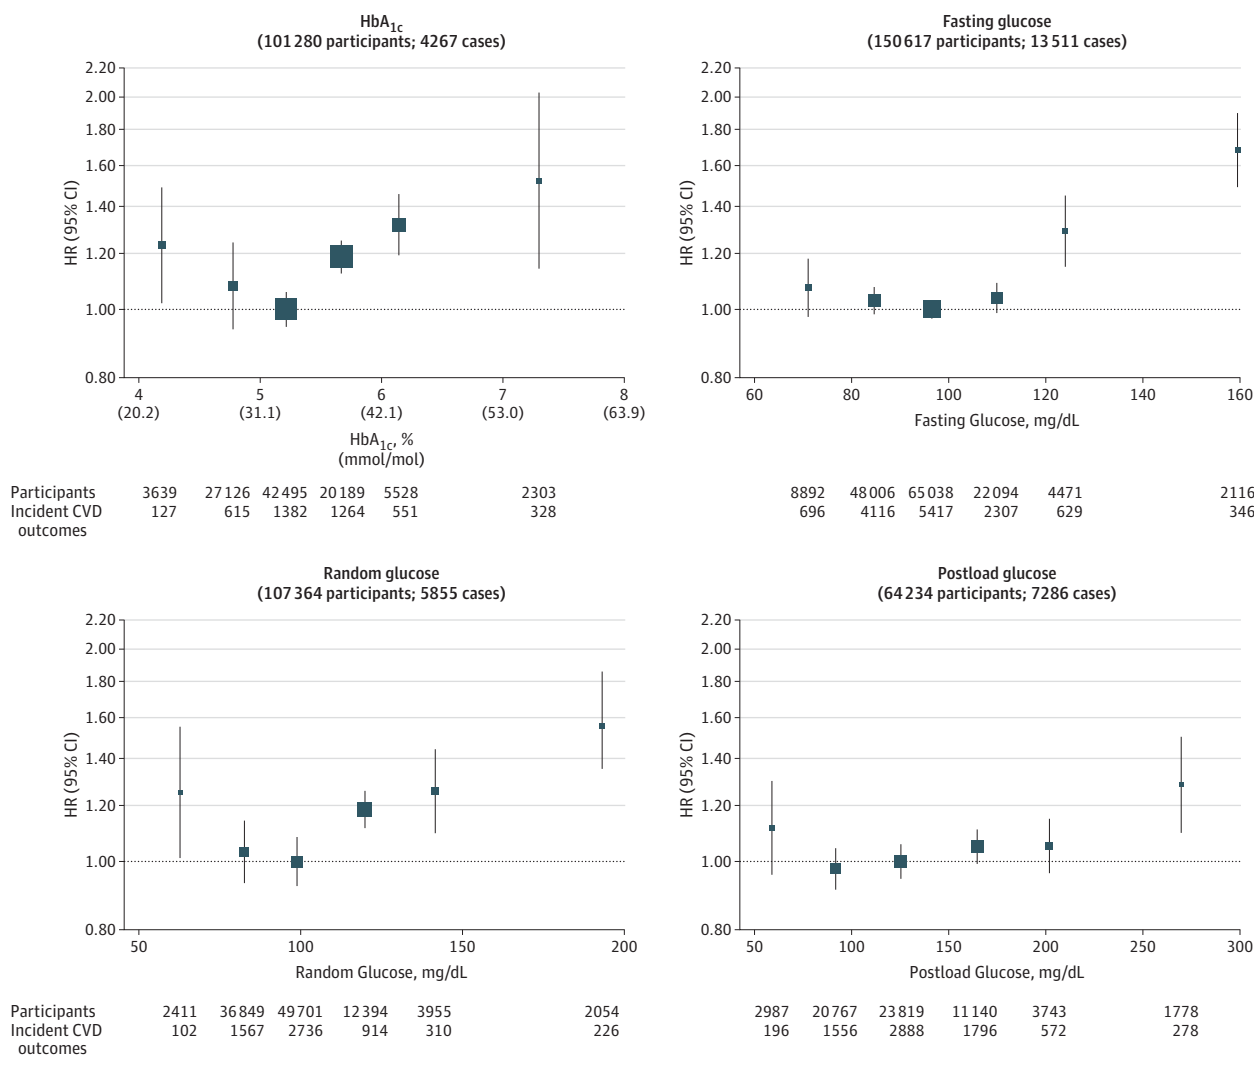 HbA1c
(101 280 participants; 4267 cases)
2.20
2.00
1.80
1.60
1.40
1.20
1.00
0.80
HR (95% CI)
4 5 6 7 8
(20.2) (31.1) (42.1) (53.0) (63.9)
HbA1c, %
(mmol/mol)
Participants 3639 27 126 42 495 20 189 5528 2303
Incident CVD 127 615 1382 1264 551 328
outcomes
Fasting glucose
(150 617 participants; 13 511 cases)
2.20
2.00
1.80
1.60
1.40
1.20
1.00
0.80
HR (95% CI)
60 80 100 120 140 160
Fasting Glucose, mg/dL
8892 48 006 65 038 22 094 4471 2116
696 4116 5417 2307 629 346
Random glucose
(107 364 participants; 5855 cases)
2.20
2.00
1.80
1.60
1.40
1.20
1.00
0.80
HR (95% CI)
50 100 150 200
Random Glucose, mg/dL
Participants 2411 36 849 49 701 12 394 3955 2054
Incident CVD 102 1567 2736 914 310 226
outcomes
Postload glucose
(64 234 participants; 7286 cases)
2.20
2.00
1.80
1.60
1.40
1.20
1.00
0.80
HR (95% CI)
50 100 150 200 250 300
Postload Glucose, mg/dL
2987 20 767 23 819 11 140 3743 1778
196 1556 2888 1796 572 278